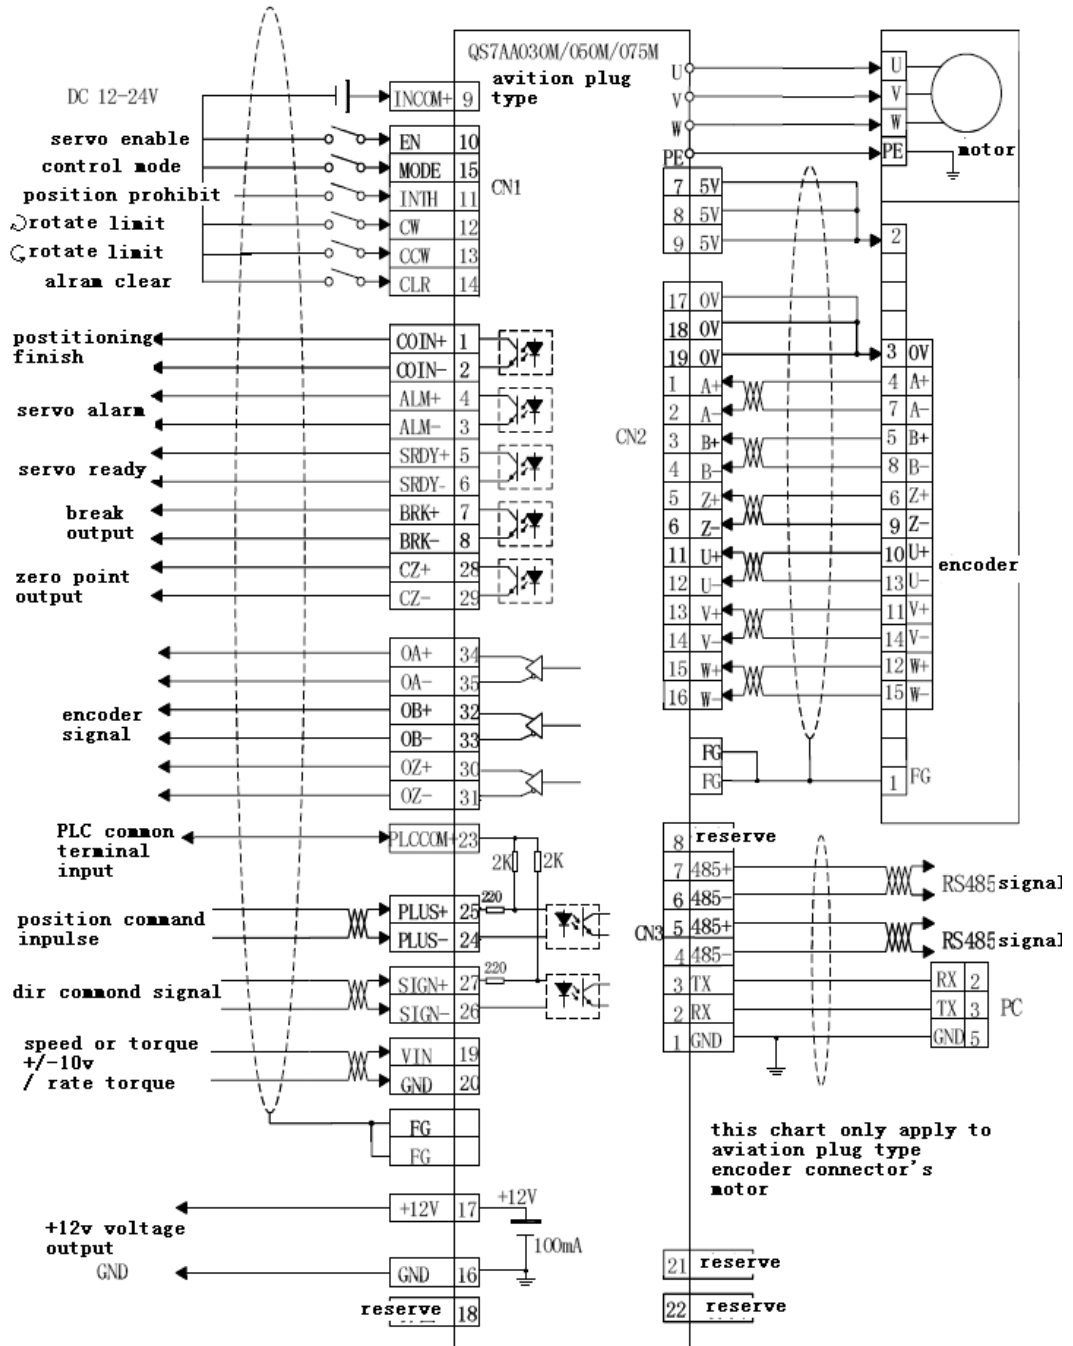 QS7AA030M/050M/075M
avition plug
type
DC 12-24V
INCOM+ 9
servo enable
EN 10
control mode
MODE 15
position prohibit
INTH 11
rotate limit
CW 12
rotate limit
CCW 13
alram clear
CLR 14
CN1
postitioning
finish
COIN+ 1
COIN- 2
servo alarm
ALM+ 4
ALM- 3
servo ready
SRDY+ 5
SRDY- 6
break
output
BRK+ 7
BRK- 8
zero point
output
CZ+ 28
CZ- 29
encoder
signal
OA+ 34
OA- 35
OB+ 32
OB- 33
OZ+ 30
OZ- 31
PLC common
terminal
input
PLCCOM+ 23
2K 2K
position command
inpulse
PLUS+ 25 220
PLUS- 24
dir commond signal
SIGN+ 27 220
SIGN- 26
speed or torque
+/-10v
/ rate torque
VIN 19
GND 20
FG
FG
+12v voltage
output
+12V 17 +12V
100mA
GND
GND 16
reserve 18
U
V
W
PE
U
V
W
PE
motor
7 5V
8 5V
9 5V
2
17 0V
18 0V
19 0V
3 0V
CN2
1 A+
2 A-
3 B+
4 B-
5 Z+
6 Z-
11 U+
12 U-
13 V+
14 V-
15 W+
16 W-
4 A+
7 A-
5 B+
8 B-
6 Z+
9 Z-
10 U+
13 U-
11 V+
14 V-
12 W+
15 W-
encoder
FG
FG
1 FG
8 reserve
7 485+
6 485-
RS485 signal
CN3
5 485+
4 485-
RS485 signal
3 TX
2 RX
1 GND
RX 2
TX 3
GND 5
PC
this chart only apply to
aviation plug type
encoder connector's
motor
21 reserve
22 reserve